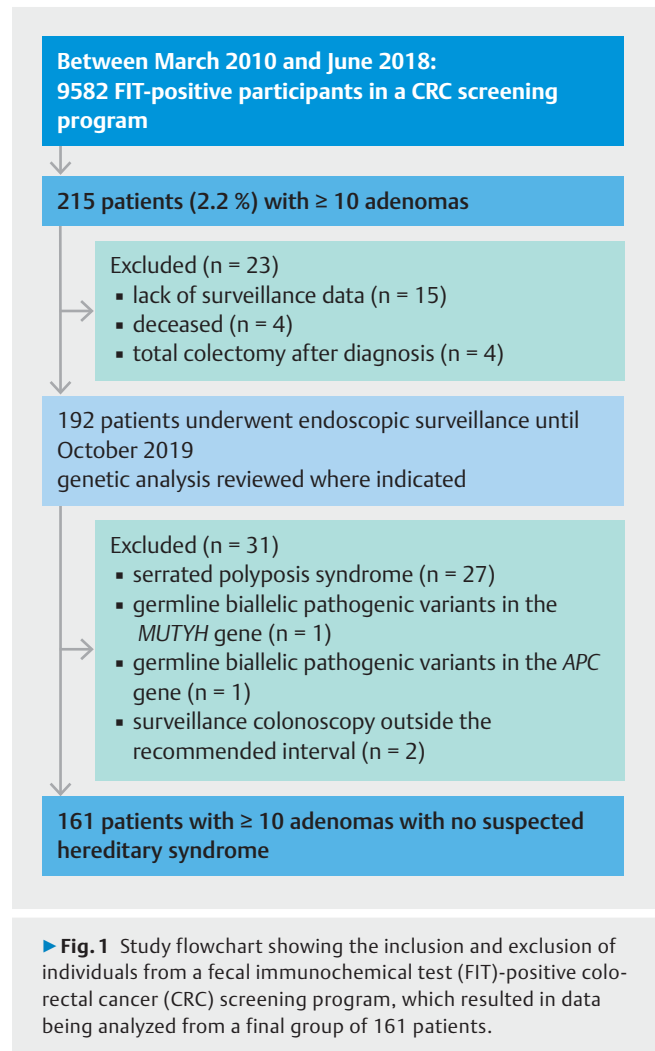 Between March 2010 and June 2018:
9582 FIT-positive participants in a CRC screening
program
215 patients (2.2 %) with ≥ 10 adenomas
Excluded (n = 23)
▪ lack of surveillance data (n = 15)
▪ deceased (n = 4)
▪ total colectomy after diagnosis (n = 4)
192 patients underwent endoscopic surveillance until
October 2019
genetic analysis reviewed where indicated
Excluded (n = 31)
▪ serrated polyposis syndrome (n = 27)
▪ germline biallelic pathogenic variants in the
MUTYH gene (n = 1)
▪ germline biallelic pathogenic variants in the APC
gene (n = 1)
▪ surveillance colonoscopy outside the
recommended interval (n = 2)
161 patients with ≥ 10 adenomas with no suspected
hereditary syndrome
►Fig. 1 Study flowchart showing the inclusion and exclusion of
individuals from a fecal immunochemical test (FIT)-positive colo-
rectal cancer (CRC) screening program, which resulted in data
being analyzed from a final group of 161 patients.